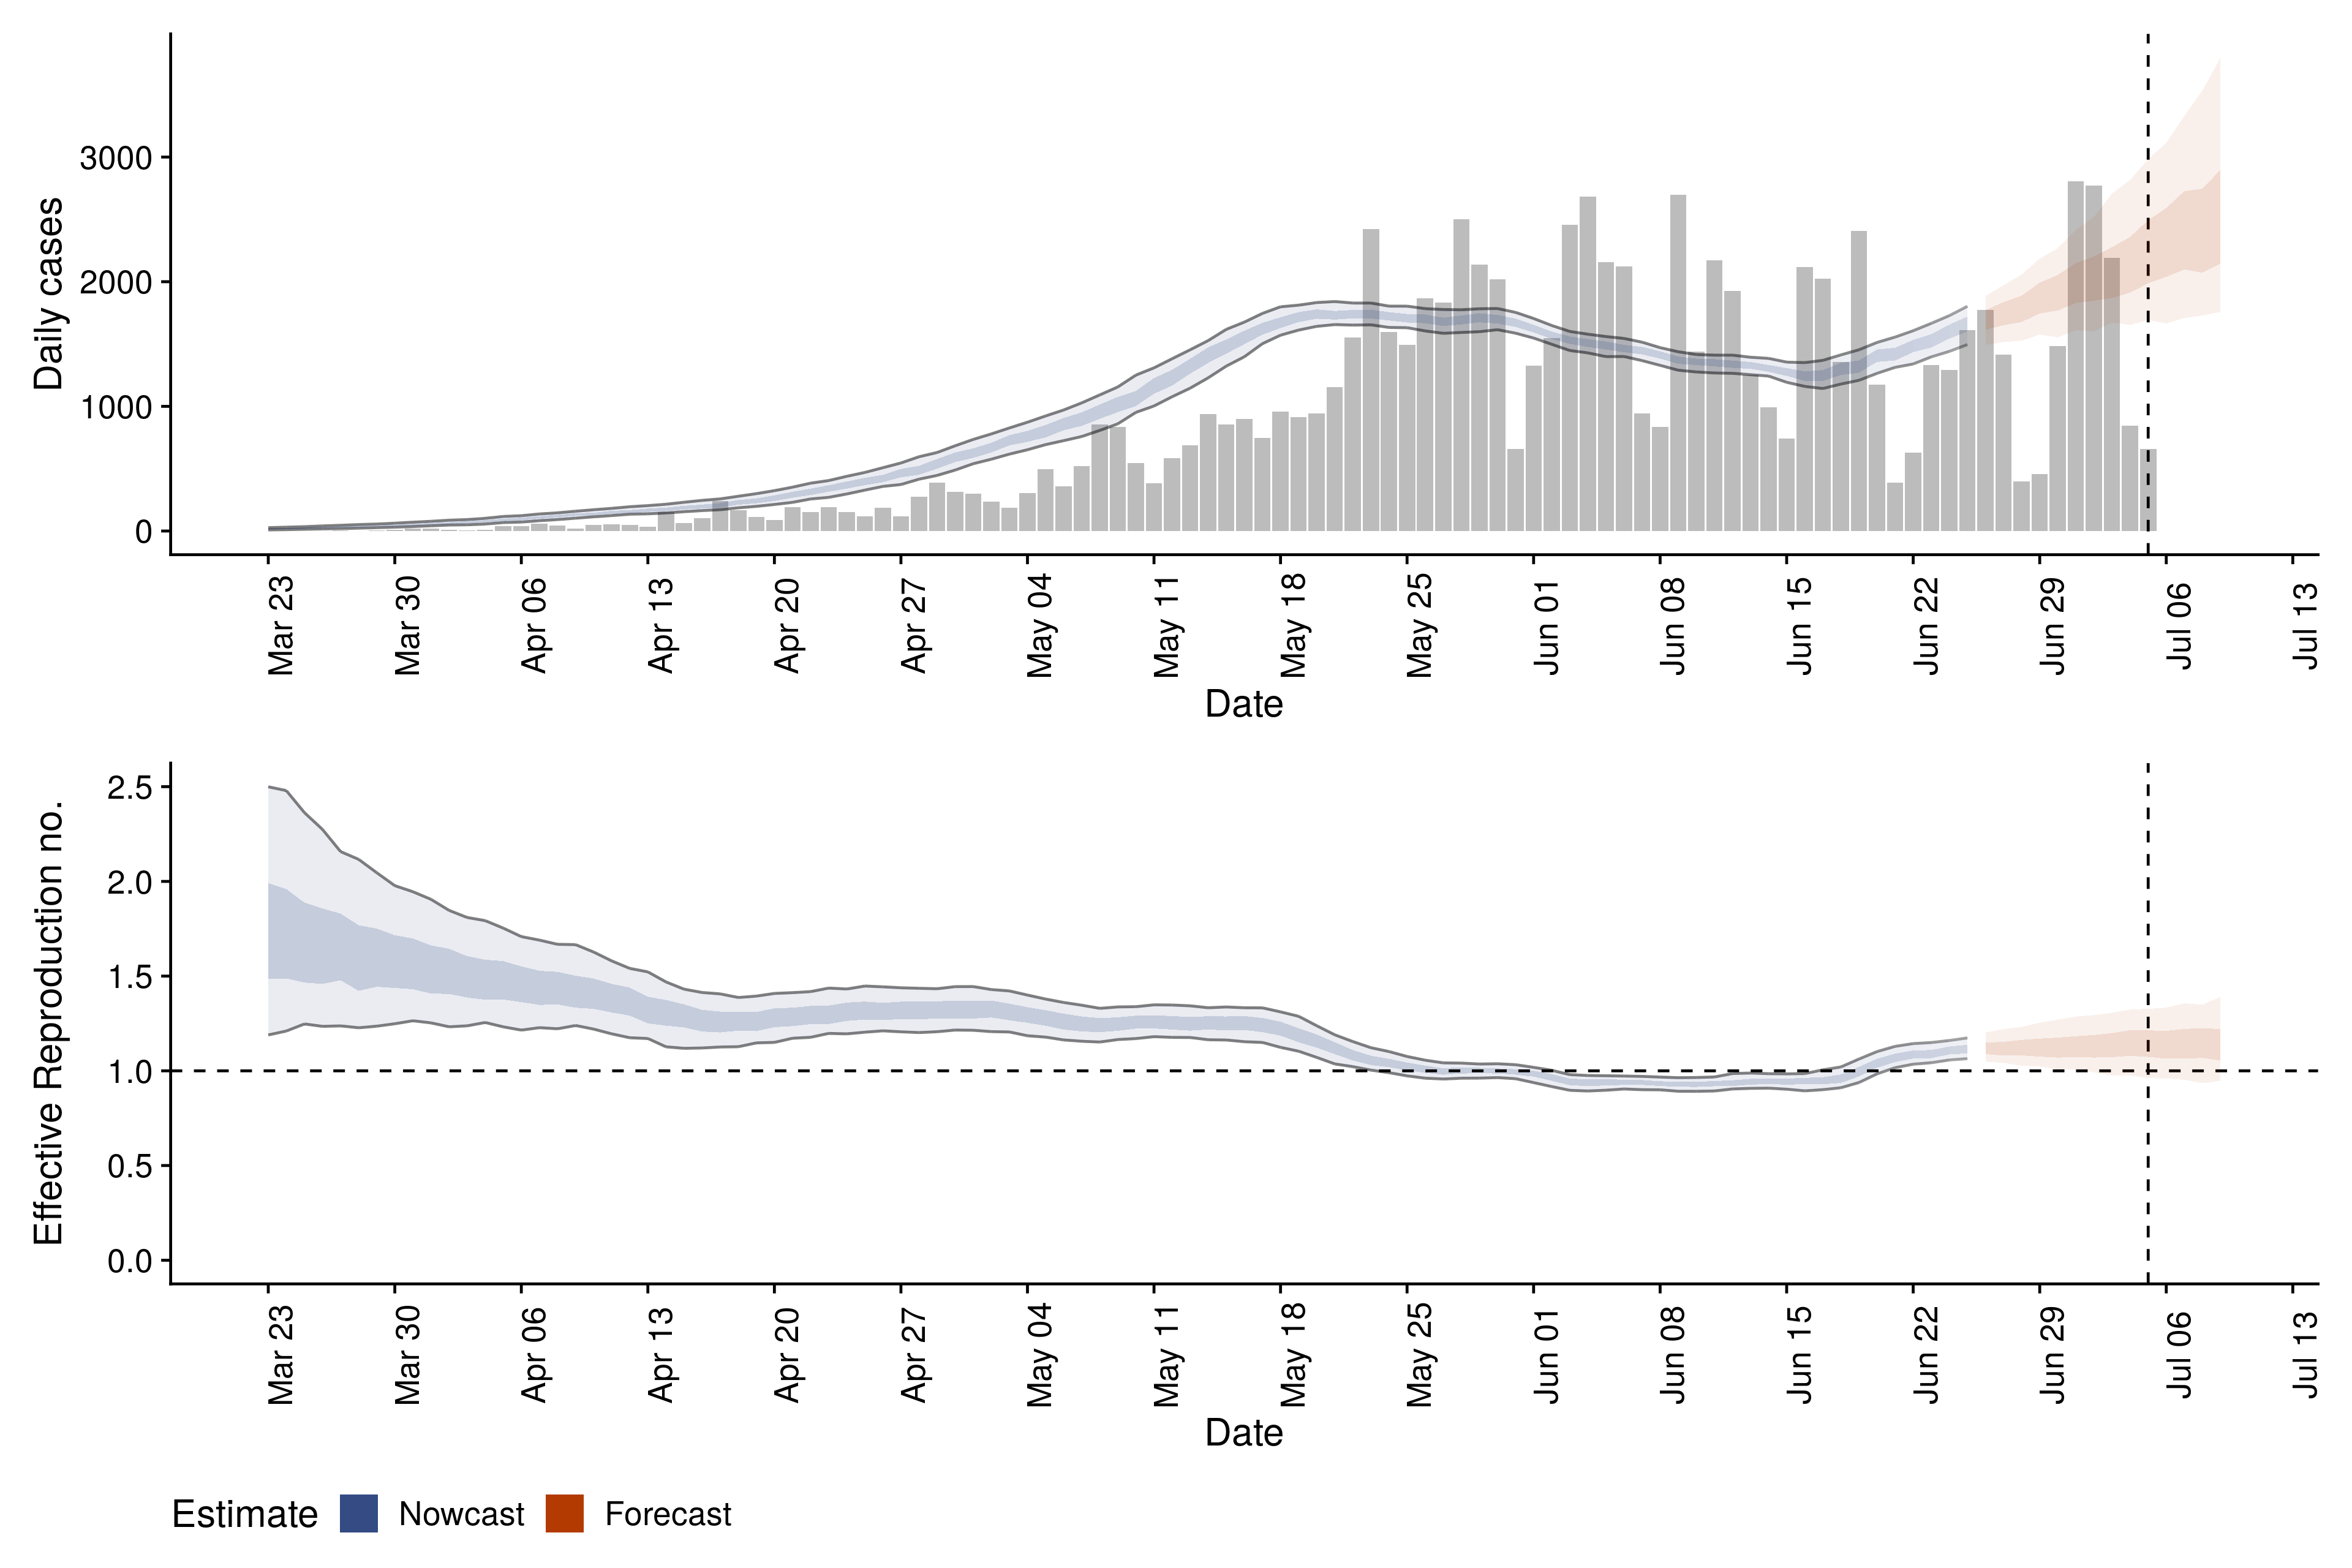 Daily cases
3000
2000
1000
0
Mar 23
Mar 30
Apr 06
Apr 13
Apr 20
Apr 27
May 04
May 11
May 18
May 25
Jun 01
Jun 08
Jun 15
Jun 22
Jun 29
Jul 06
Jul 13
Date
Effective Reproduction no.
2.5
2.0
1.5
1.0
0.5
0.0
Mar 23
Mar 30
Apr 06
Apr 13
Apr 20
Apr 27
May 04
May 11
May 18
May 25
Jun 01
Jun 08
Jun 15
Jun 22
Jun 29
Jul 06
Jul 13
Date
Estimate Nowcast Forecast